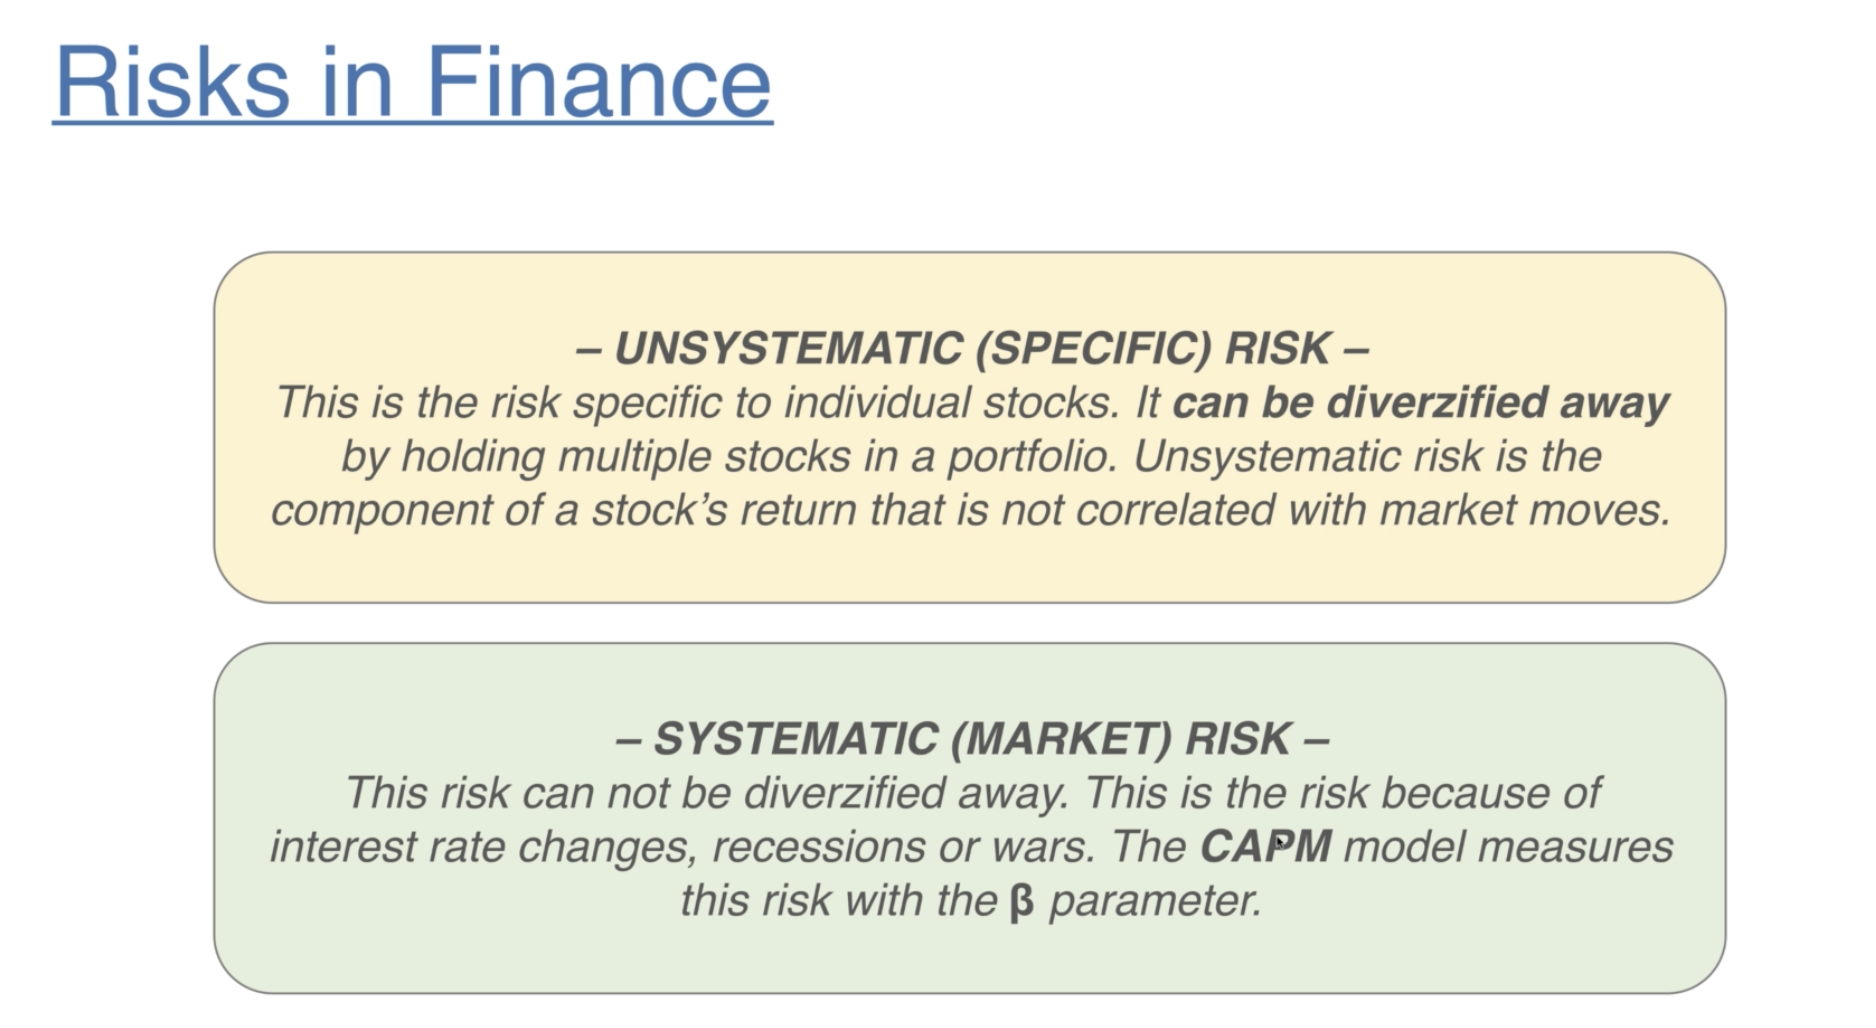 Risks in Finance
– UNSYSTEMATIC (SPECIFIC) RISK –
This is the risk specific to individual stocks. It can be diverzified away
by holding multiple stocks in a portfolio. Unsystematic risk is the
component of a stock’s return that is not correlated with market moves.
– SYSTEMATIC (MARKET) RISK –
This risk can not be diverzified away. This is the risk because of
interest rate changes, recessions or wars. The CAPM model measures
this risk with the β parameter.